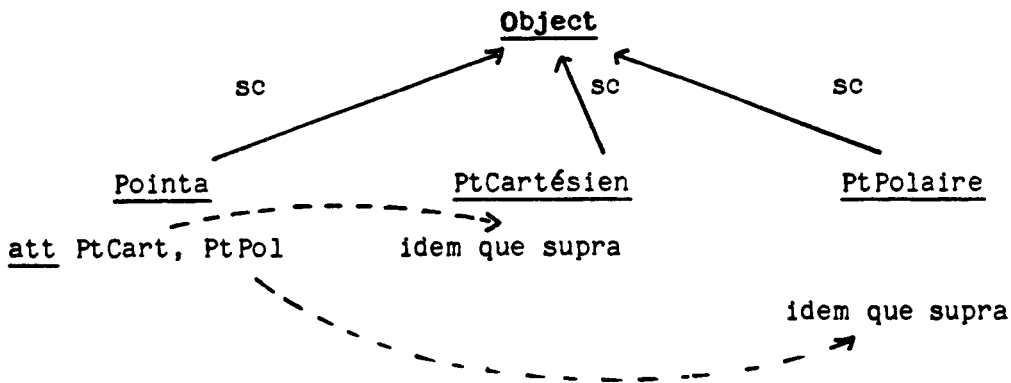 Object
sc sc sc
Pointa PtCartésien PtPolaire
att PtCart, PtPol idem que supra
idem que supra